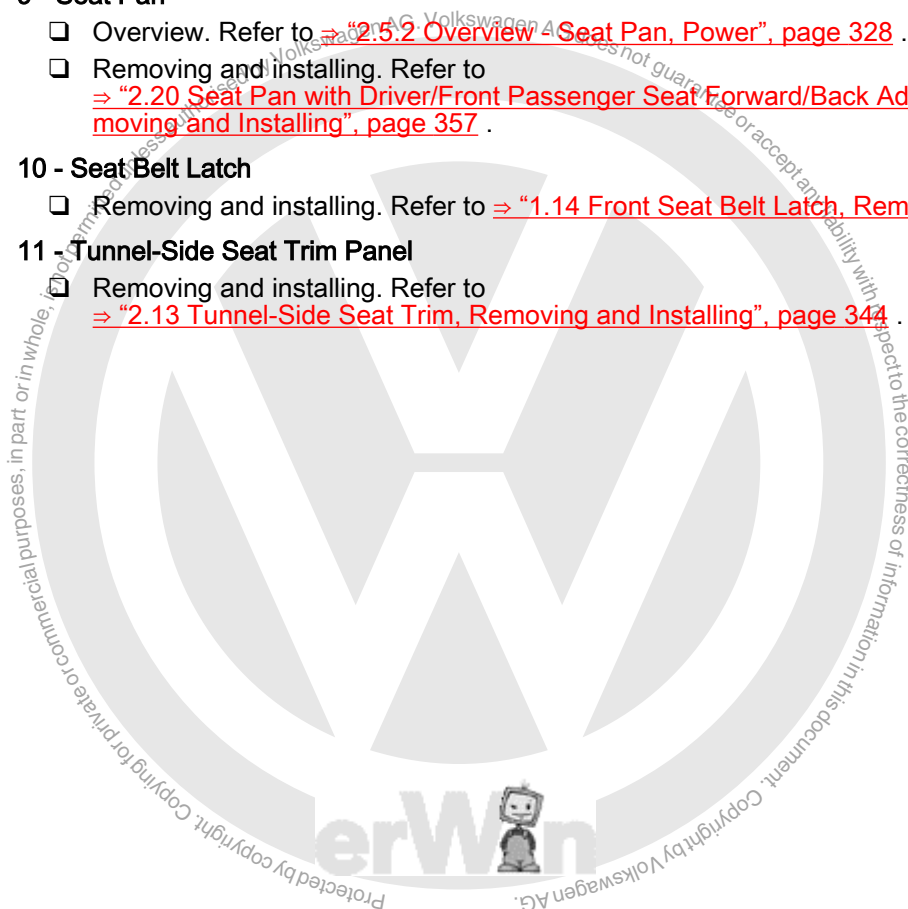 Seat Pan
❑ Overview. Refer to ⇒ “2.5.2 Overview - Seat Pan, Power”, page 328 .
❑ Removing and installing. Refer to
⇒ “2.20 Seat Pan with Driver/Front Passenger Seat Forward/Back Ad
moving and Installing”, page 357 .
10 - Seat Belt Latch
❑ Removing and installing. Refer to ⇒ “1.14 Front Seat Belt Latch, Rem
11 - Tunnel-Side Seat Trim Panel
❑ Removing and installing. Refer to
⇒ “2.13 Tunnel-Side Seat Trim, Removing and Installing”, page 344 .
erWin
Protected by copyright. Copying for private or commercial purposes, in part or in whole, is not permitted unless authorised by Volkswagen AG. Volkswagen AG does not guarantee or accept any liability with respect to the correctness of information in this document. Copyright by Volkswagen AG.